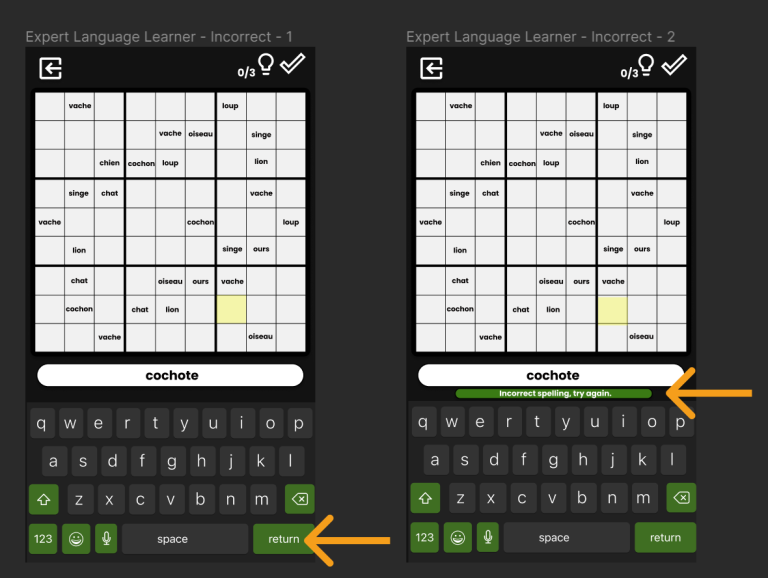 Expert Language Learner - Incorrect - 1
0/3
vache loup
vache oiseau singe
chien cochon loup lion
singe chat vache
vache cochon loup
lion singe ours
chat oiseau ours vache
cochon chat lion
vache oiseau
cochote
q w e r t y u i o p
a s d f g h j k l
z x c v b n m
123 space return
Expert Language Learner - Incorrect - 2
0/3
vache loup
vache oiseau singe
chien cochon loup lion
singe chat vache
vache cochon loup
lion singe ours
chat oiseau ours vache
cochon chat lion
vache oiseau
cochote
Incorrect spelling, try again.
q w e r t y u i o p
a s d f g h j k l
z x c v b n m
123 space return